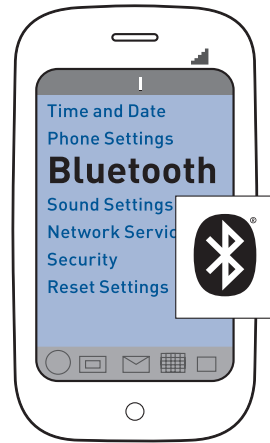 Time and Date
Phone Settings
Bluetooth
Sound Settings
Network Servic
Security
Reset Settings
®